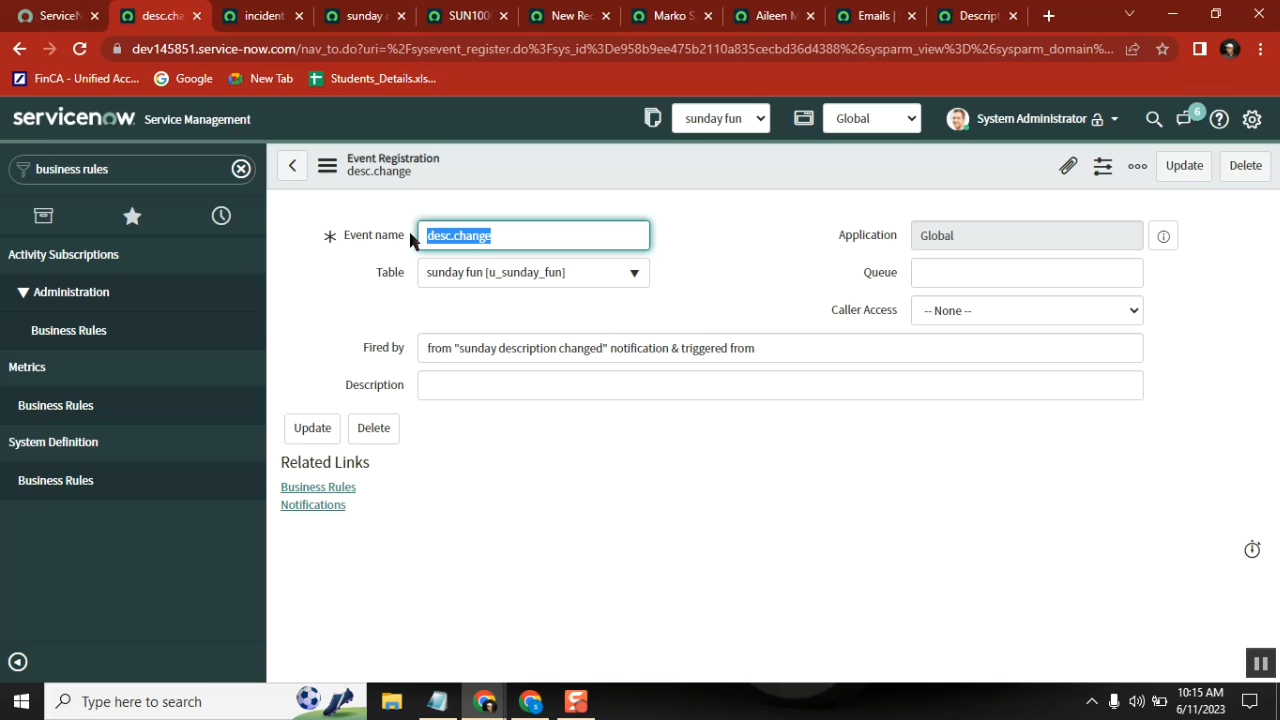 ServiceN
desc.cha
incident
sunday
SUN100
New Re
Marko S
Aileen
Emails |
Descript
dev145851.service-now.com/nav_to.do?uri=%2Fsysevent_register.do%3Fsys_id%3De958b9ee475b2110a835cecbd36d4388%26sysparm_view%3D%26sysparm_domain%...
FinCA - Unified Acc...
Google
New Tab
Students_Details.xls...
servicenow Service Management
sunday fun
Global
System Administrator
6
business rules
Activity Subscriptions
Administration
Business Rules
Metrics
Business Rules
System Definition
Business Rules
Event Registration
desc.change
Update
Delete
Event name desc.change
Application Global
Table sunday fun [u_sunday_fun]
Queue
Caller Access -- None --
Fired by from "sunday description changed" notification & triggered from
Description
Update Delete
Related Links
Business Rules
Notifications
Type here to search
10:15 AM
6/11/2023